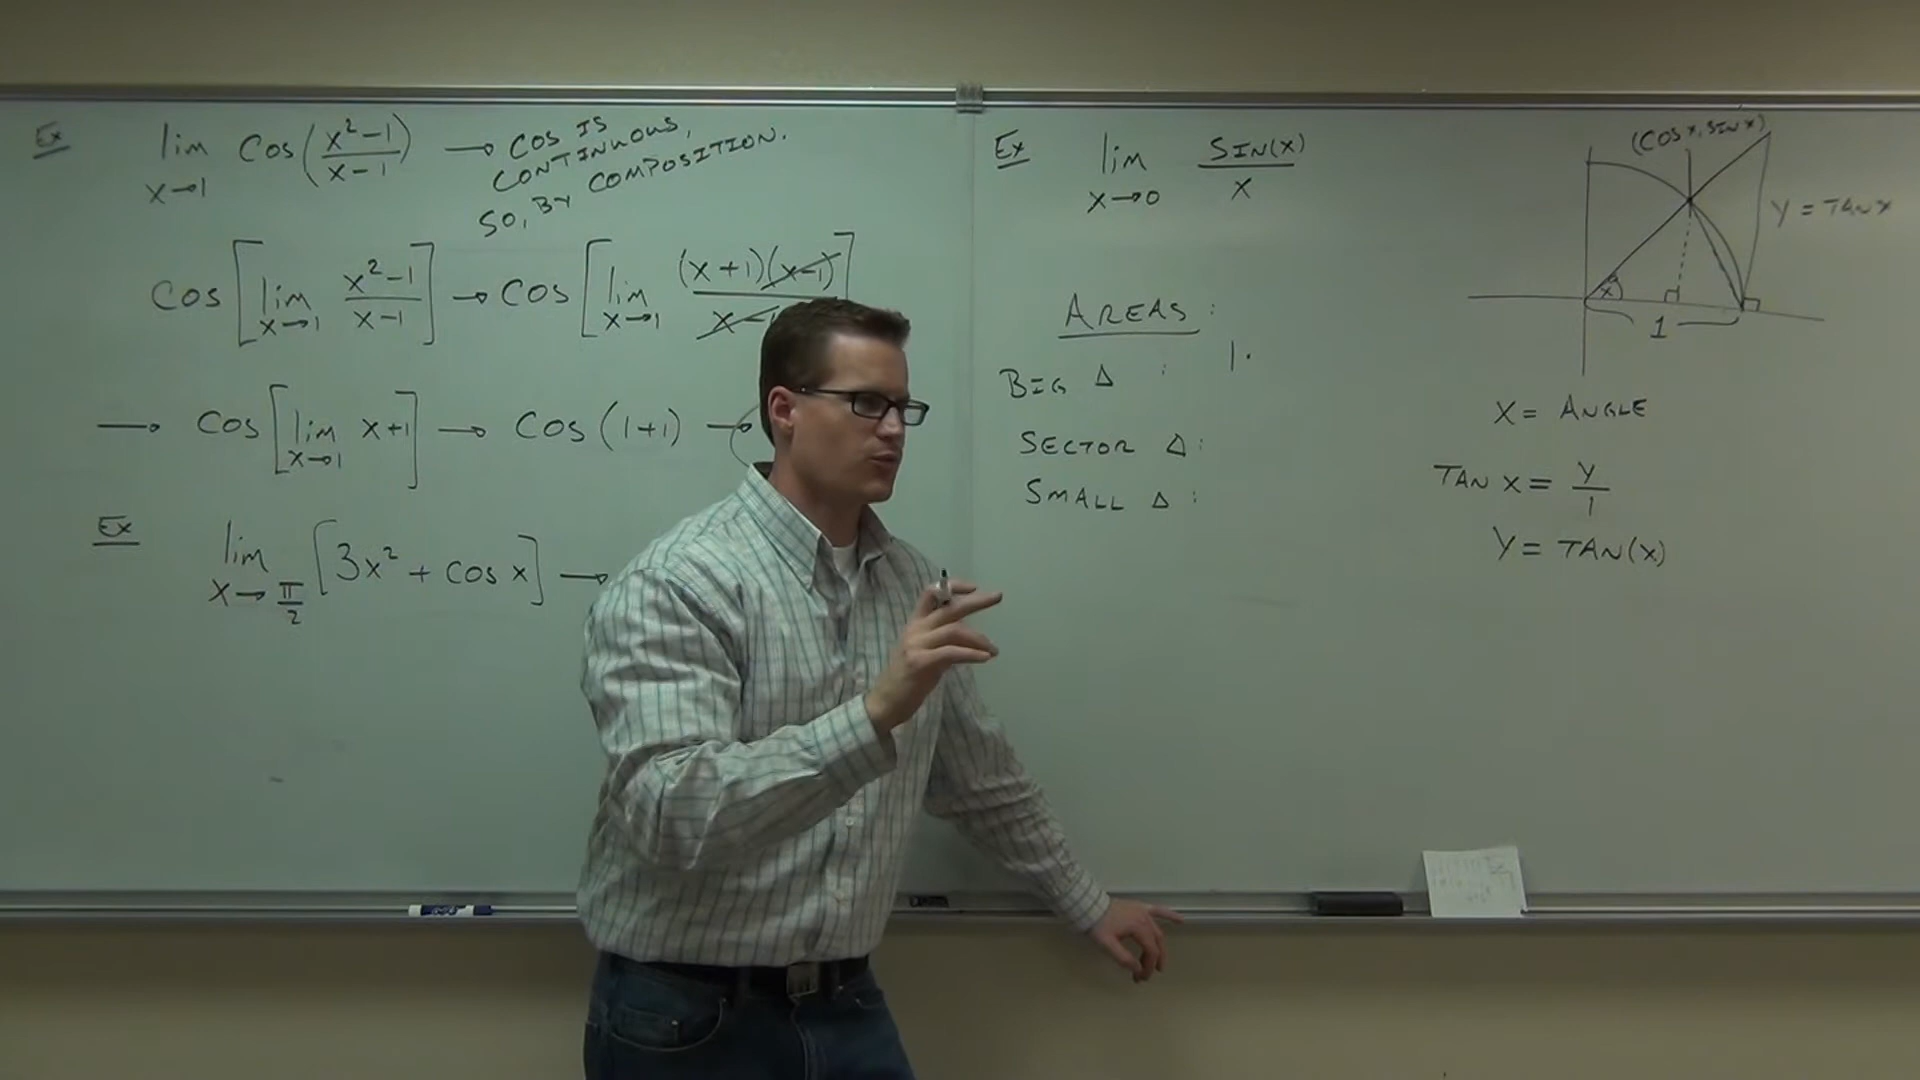 Ex lim x→1 Cos(x²-1/x-1) → COS IS
CONTINUOUS,
SO, BY COMPOSITION.
Cos[lim x→1 x²-1/x-1] → Cos[lim x→1 (x+1)(x-1)/x-1]
→ Cos[lim x→1 x+1] → Cos(1+1) →
Ex lim x→π/2 [3x² + cos x] →
Ex lim x→0 SIN(x)/x
AREAS:
BIG Δ : 1·
SECTOR Δ:
SMALL Δ:
(COS x, SIN x)
Y = TAN x
x
1
X = ANGLE
TAN X = Y/1
Y = TAN(x)